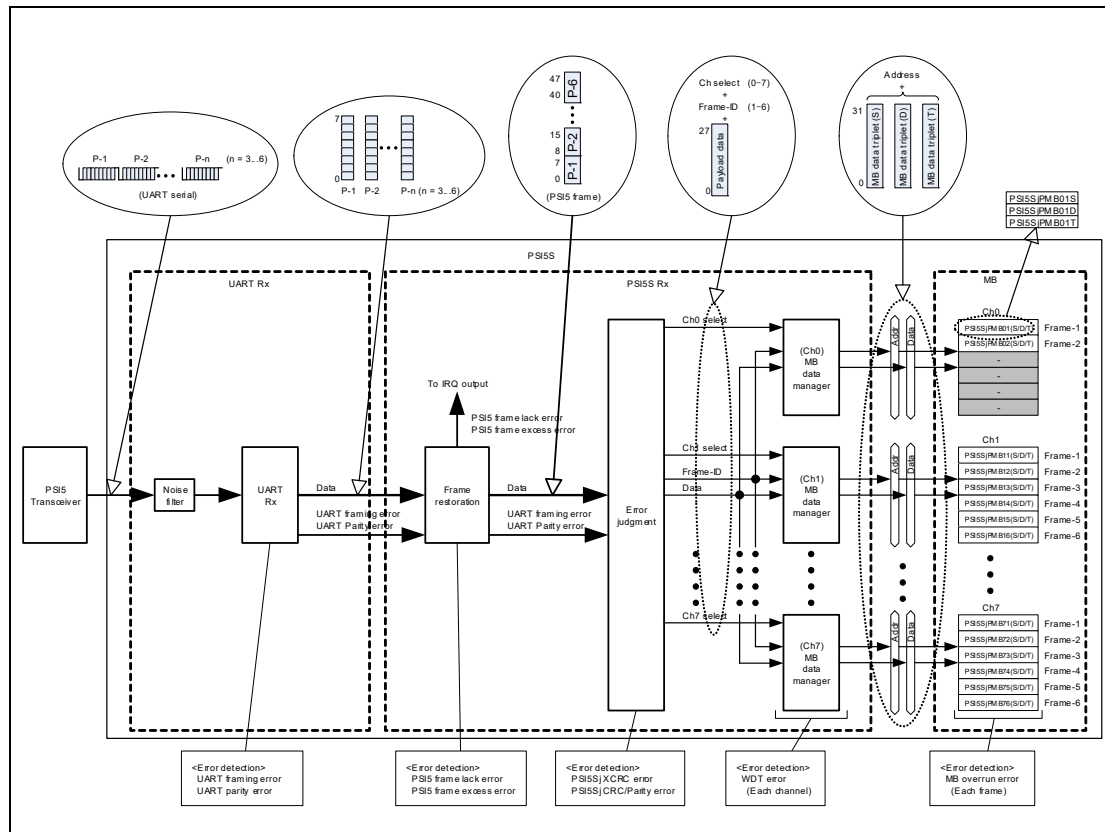 47
40
P-6
15
8
P-2
7
0
P-1
(PSI5 frame)
Ch select (0~7)
+
Frame-ID (1~6)
+
27
0
Payload data
Address
+
31
0
MB data triplet (S)
MB data triplet (D)
MB data triplet (T)
P-1 P-2 P-n (n = 3...6)
(UART serial)
7
0
P-1 P-2 P-n (n = 3...6)
PSI5SjPMB01S
PSI5SjPMB01D
PSI5SjPMB01T
PSI5S
UART Rx
PSI5S Rx
MB
PSI5 Transceiver
Noise filter
UART Rx
Data
UART framing error
UART Parity error
To IRQ output
PSI5 frame lack error
PSI5 frame excess error
Frame restoration
Data
UART framing error
UART Parity error
Error judgment
Ch0 select
(Ch0)
MB data manager
Addr
Data
Ch0
PSI5SjPMB01(S/D/T) Frame-1
PSI5SjPMB02(S/D/T) Frame-2
-
-
-
-
Ch1 select
Frame-ID
Data
(Ch1)
MB data manager
Addr
Data
Ch1
PSI5SjPMB11(S/D/T) Frame-1
PSI5SjPMB12(S/D/T) Frame-2
PSI5SjPMB13(S/D/T) Frame-3
PSI5SjPMB14(S/D/T) Frame-4
PSI5SjPMB15(S/D/T) Frame-5
PSI5SjPMB16(S/D/T) Frame-6
Ch7 select
(Ch7)
MB data manager
Addr
Data
Ch7
PSI5SjPMB71(S/D/T) Frame-1
PSI5SjPMB72(S/D/T) Frame-2
PSI5SjPMB73(S/D/T) Frame-3
PSI5SjPMB74(S/D/T) Frame-4
PSI5SjPMB75(S/D/T) Frame-5
PSI5SjPMB76(S/D/T) Frame-6
<Error detection>
UART framing error
UART parity error
<Error detection>
PSI5 frame lack error
PSI5 frame excess error
<Error detection>
PSI5SjXCRC error
PSI5SjCRC/Parity error
<Error detection>
WDT error
(Each channel)
<Error detection>
MB overrun error
(Each frame)